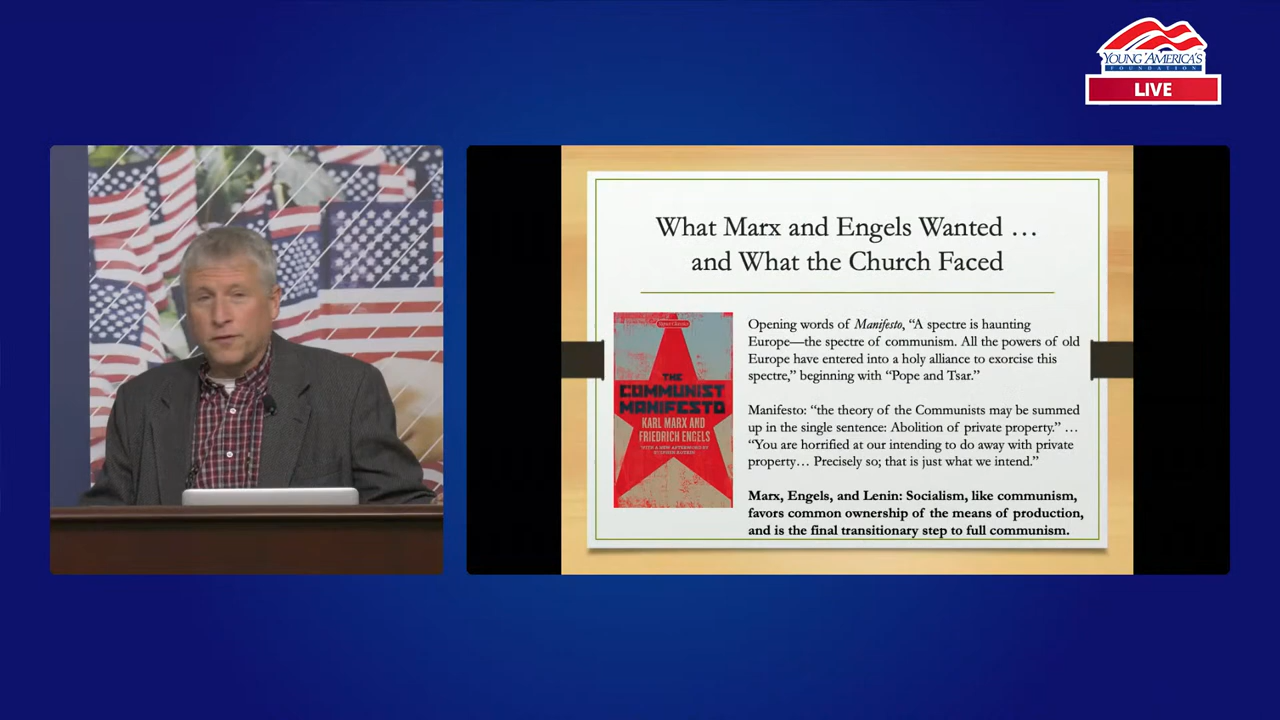 YOUNG AMERICA'S
FOUNDATION
LIVE
What Marx and Engels Wanted …
and What the Church Faced
Opening words of Manifesto, “A spectre is haunting
Europe—the spectre of communism. All the powers of old
Europe have entered into a holy alliance to exorcise this
spectre,” beginning with “Pope and Tsar.”
Manifesto: “the theory of the Communists may be summed
up in the single sentence: Abolition of private property.” …
“You are horrified at our intending to do away with private
property… Precisely so; that is just what we intend.”
Marx, Engels, and Lenin: Socialism, like communism,
favors common ownership of the means of production,
and is the final transitionary step to full communism.
THE
COMMUNIST
MANIFESTO
KARL MARX AND
FRIEDRICH ENGELS
WITH A NEW AFTERWORD BY